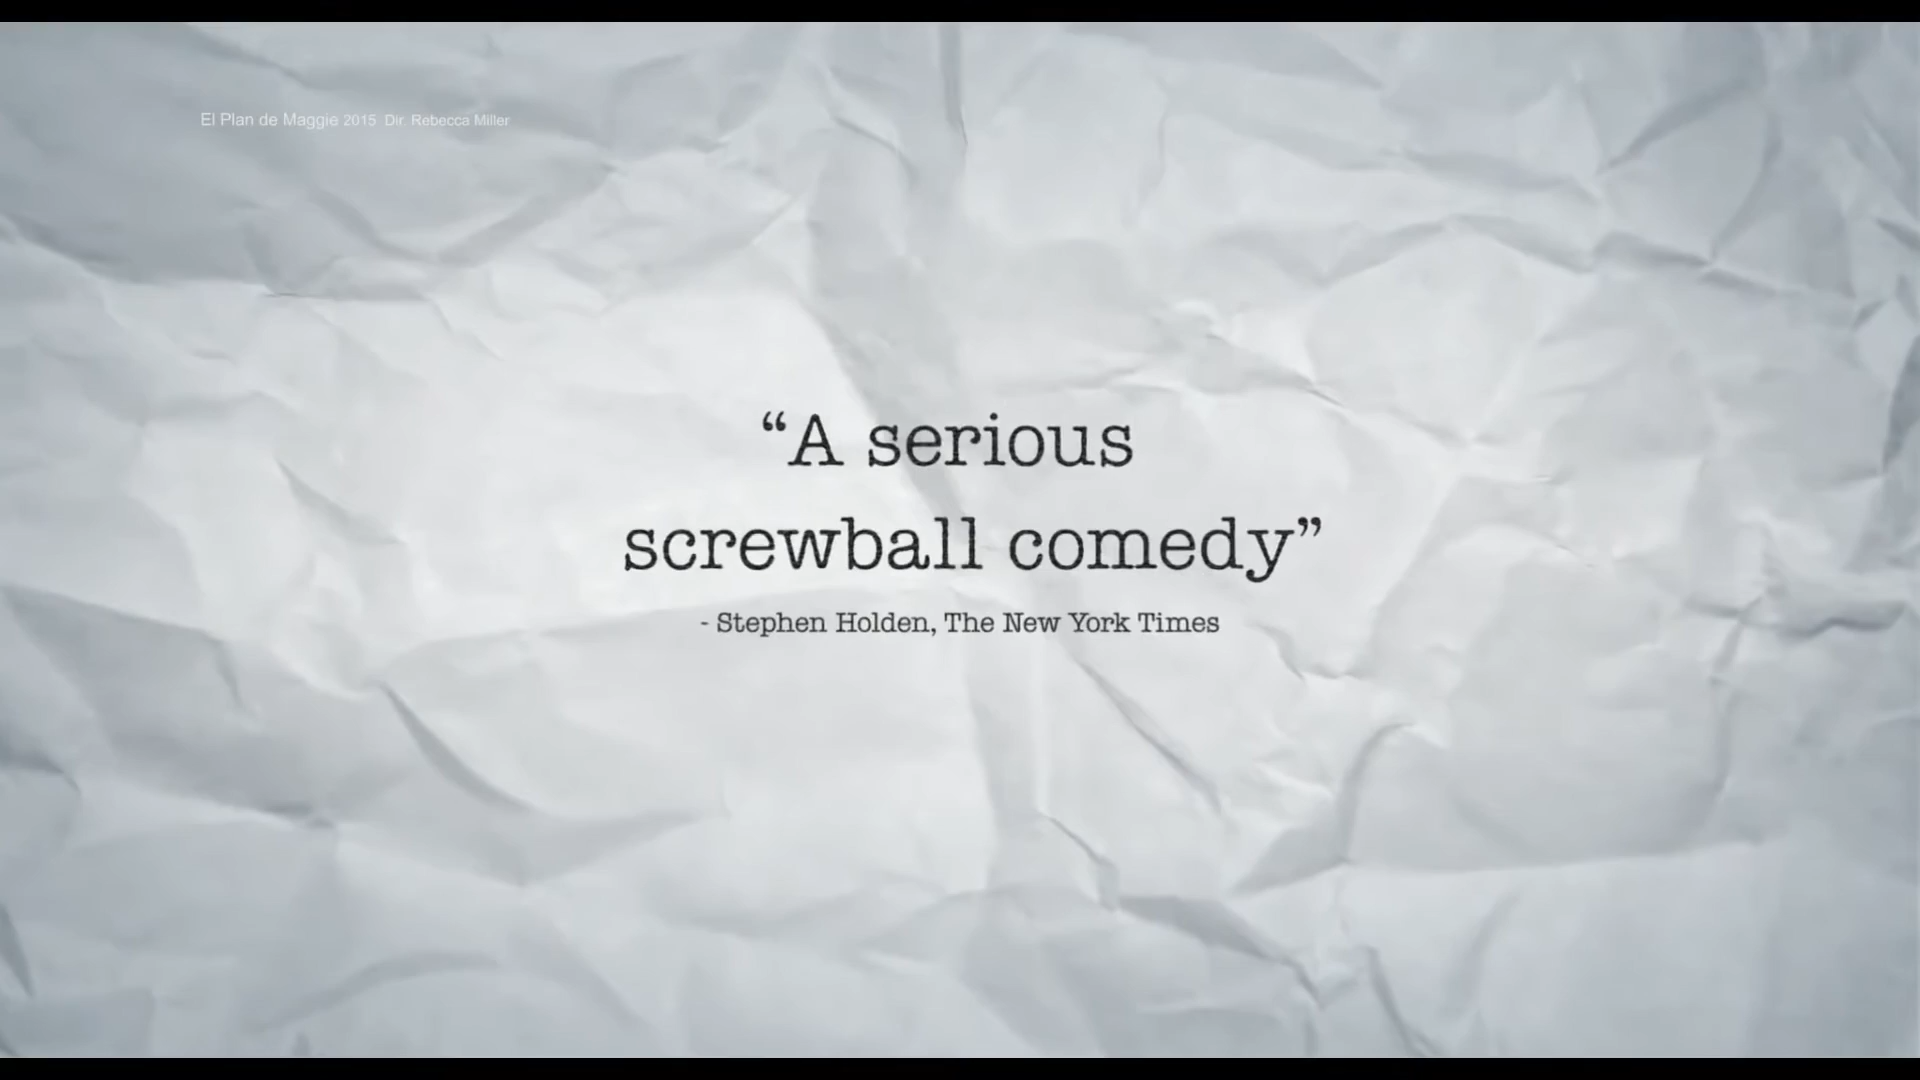 El Plan de Maggie 2015 Dir. Rebecca Miller
“A serious
screwball comedy”
- Stephen Holden, The New York Times